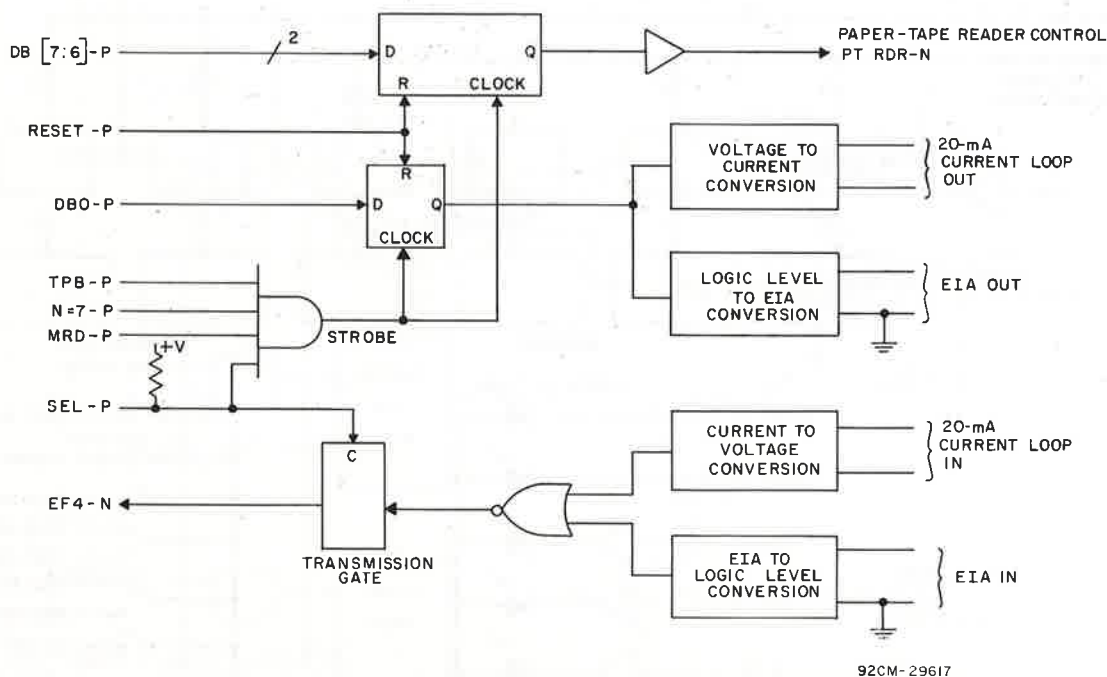 DB [7:6]-P
2
D
Q
R
CLOCK
PAPER-TAPE READER CONTROL
PT RDR-N
RESET-P
R
D
Q
CLOCK
DB0-P
VOLTAGE TO
CURRENT
CONVERSION
20-mA
CURRENT LOOP
OUT
LOGIC LEVEL
TO EIA
CONVERSION
EIA OUT
TPB-P
N=7-P
MRD-P
STROBE
+V
SEL-P
C
EF4-N
TRANSMISSION
GATE
CURRENT TO
VOLTAGE
CONVERSION
20-mA
CURRENT LOOP
IN
EIA TO
LOGIC LEVEL
CONVERSION
EIA IN
92CM-29617